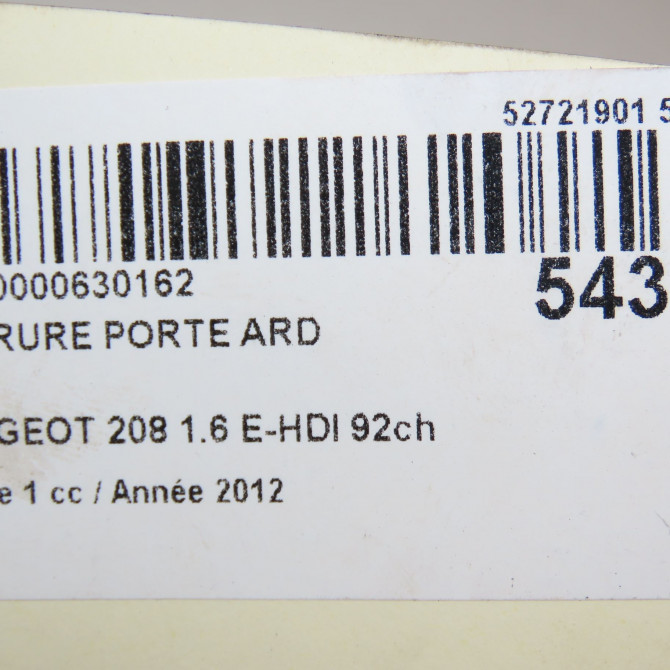 52721901 5
0000630162
543
RURE PORTE ARD
GEOT 208 1.6 E-HDI 92ch
e 1 cc / Année 2012